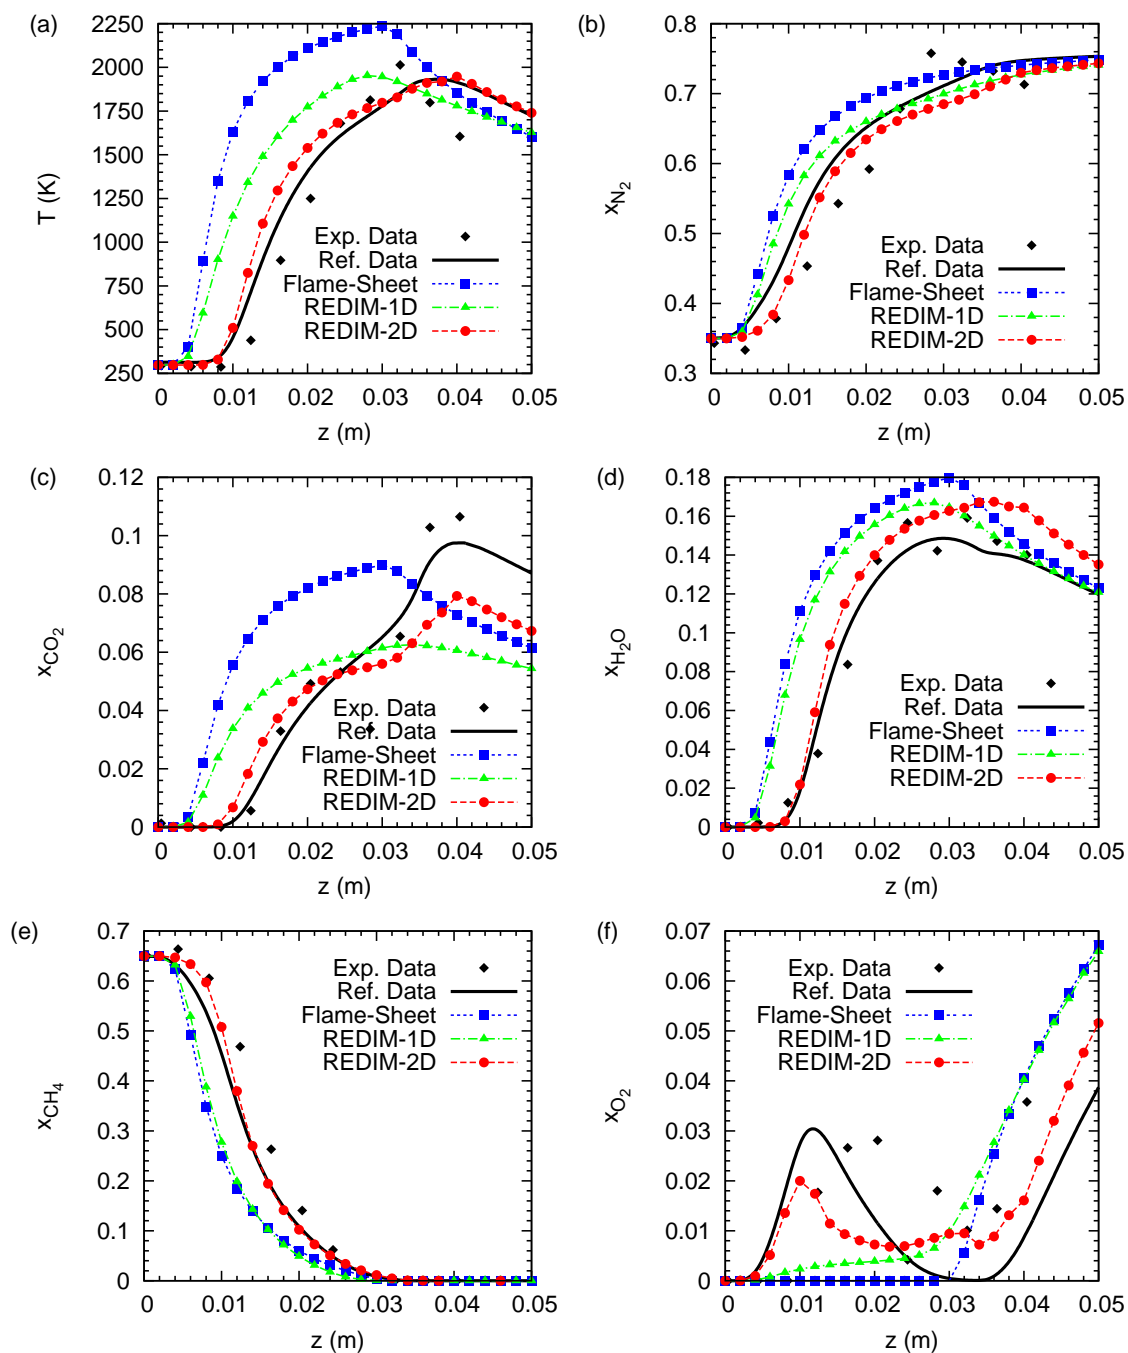 (a)
2250
2000
1750
1500
1250
1000
750
500
250
T (K)
0 0.01 0.02 0.03 0.04 0.05
z (m)
Exp. Data
Ref. Data
Flame-Sheet
REDIM-1D
REDIM-2D
(b)
0.8
0.7
0.6
0.5
0.4
0.3
xN2
0 0.01 0.02 0.03 0.04 0.05
z (m)
Exp. Data
Ref. Data
Flame-Sheet
REDIM-1D
REDIM-2D
(c)
0.12
0.1
0.08
0.06
0.04
0.02
0
xCO2
0 0.01 0.02 0.03 0.04 0.05
z (m)
Exp. Data
Ref. Data
Flame-Sheet
REDIM-1D
REDIM-2D
(d)
0.18
0.16
0.14
0.12
0.18
0.08
0.04
0.04
0.02
0
xH2O
0 0.01 0.02 0.03 0.04 0.05
z (m)
Exp. Data
Ref. Data
Flame-Sheet
REDIM-1D
REDIM-2D
(e)
0.7
0.6
0.5
0.4
0.3
0.2
0.1
0
xCH4
0 0.01 0.02 0.03 0.04 0.05
z (m)
Exp. Data
Ref. Data
Flame-Sheet
REDIM-1D
REDIM-2D
(f)
0.07
0.06
0.05
0.04
0.03
0.02
0.01
0
xO2
0 0.01 0.02 0.03 0.04 0.05
z (m)
Exp. Data
Ref. Data
Flame-Sheet
REDIM-1D
REDIM-2D